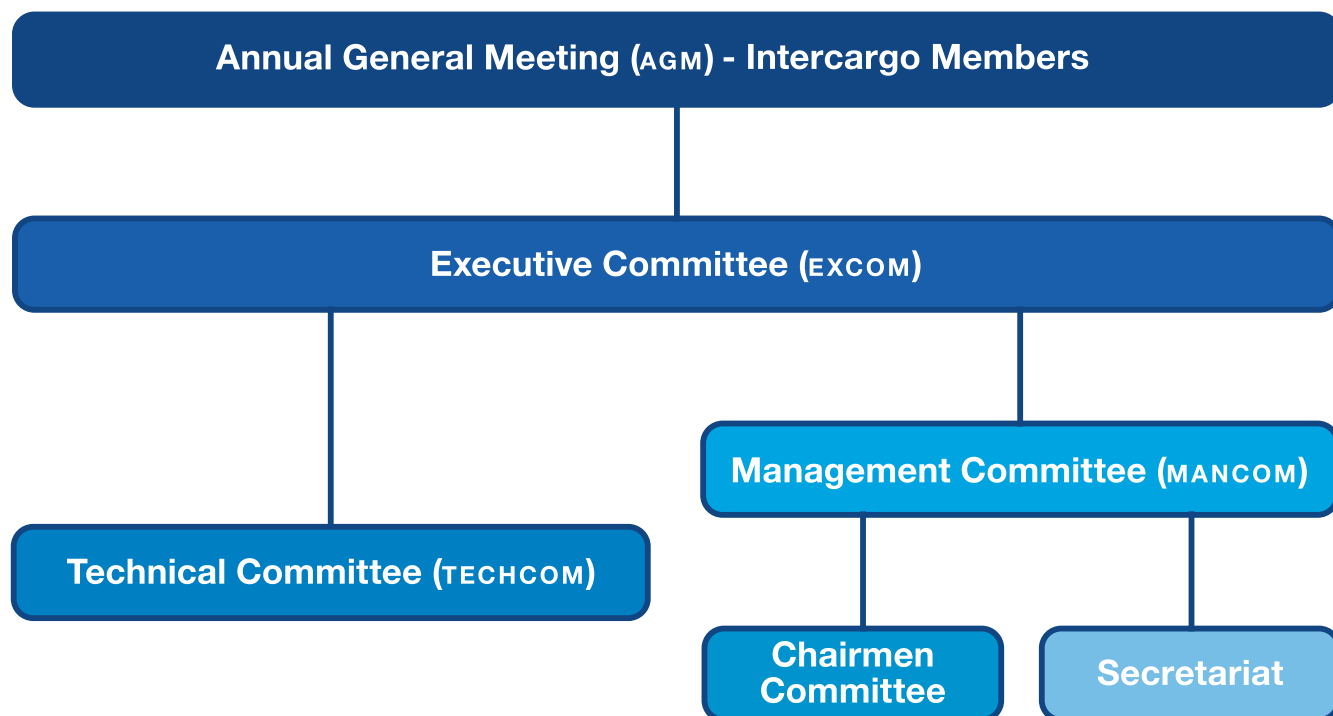 Annual General Meeting (AGM) - Intercargo Members
Executive Committee (EXCOM)
Management Committee (MANCOM)
Technical Committee (TECHCOM)
Chairmen
Committee
Secretariat